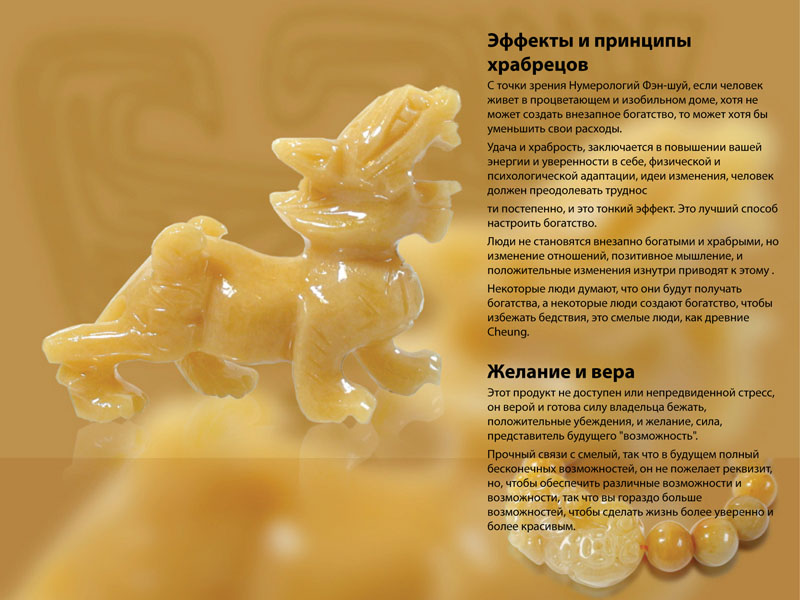 Эффекты и принципы
храбрецов
С точки зрения Нумерологий Фэн-шуй, если человек
живет в процветающем и изобильном доме, хотя не
может создать внезапное богатство, то может хотя бы
уменьшить свои расходы.
Удача и храбрость, заключается в повышении вашей
энергии и уверенности в себе, физической и
психологической адаптации, идеи изменения, человек
должен преодолевать труднос
ти постепенно, и это тонкий эффект. Это лучший способ
настроить богатство.
Люди не становятся внезапно богатыми и храбрыми, но
изменение отношений, позитивное мышление, и
положительные изменения изнутри приводят к этому .
Некоторые люди думают, что они будут получать
богатства, а некоторые люди создают богатство, чтобы
избежать бедствия, это смелые люди, как древние
Cheung.
Желание и вера
Этот продукт не доступен или непредвиденной стресс,
он верой и готова силу владельца бежать,
положительные убеждения, и желание, сила,
представитель будущего "возможность".
Прочный связи с смелый, так что в будущем полный
бесконечных возможностей, он не пожелает реквизит,
но, чтобы обеспечить различные возможности и
возможности, так что вы гораздо больше
возможностей, чтобы сделать жизнь более уверенно и
более красивым.